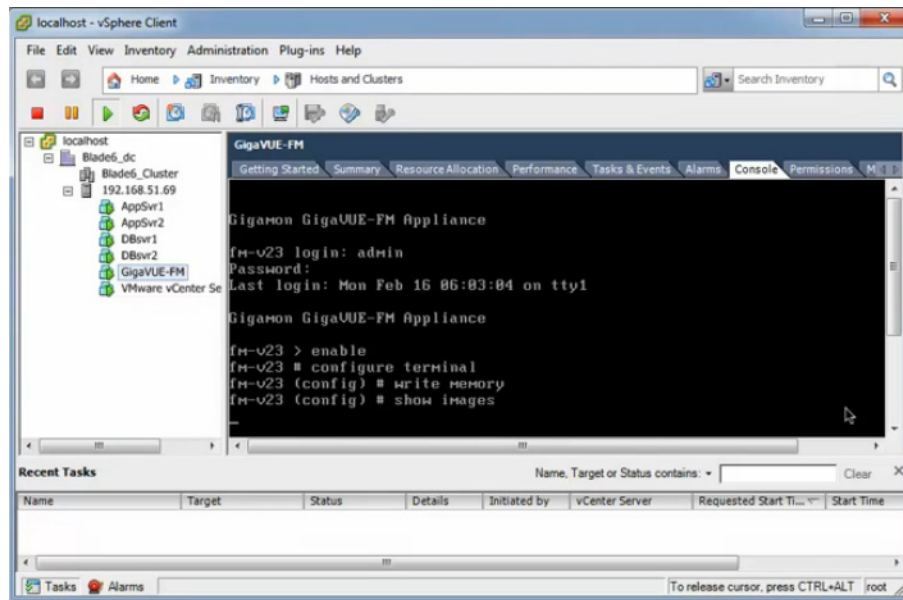 localhost - vSphere Client
File Edit View Inventory Administration Plug-ins Help
Home Inventory Hosts and Clusters
Search Inventory
localhost
Blade6_dc
Blade6_Cluster
192.168.51.69
AppSvr1
AppSvr2
DBsvr1
DBsvr2
GigaVUE-FM
VMware vCenter Se
GigaVUE-FM
Getting Started Summary Resource Allocation Performance Tasks & Events Alarms Console Permissions M
Gigamon GigaVUE-FM Appliance
fm-v23 login: admin
Password:
Last login: Mon Feb 16 06:03:04 on tty1
Gigamon GigaVUE-FM Appliance
fm-v23 > enable
fm-v23 # configure terminal
fm-v23 (config) # write memory
fm-v23 (config) # show images
Recent Tasks
Name, Target or Status contains:
Clear
Name Target Status Details Initiated by vCenter Server Requested Start Ti... Start Time
Tasks Alarms
To release cursor, press CTRL+ALT root